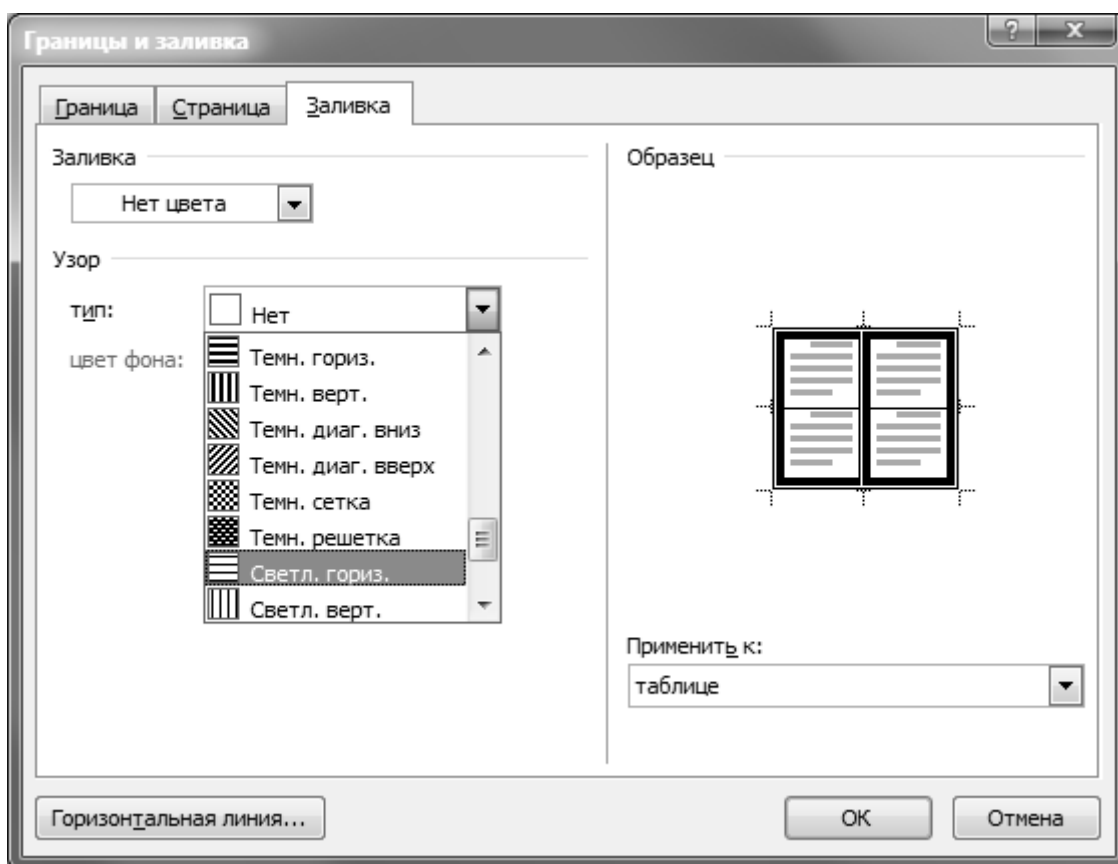 Границы и заливка
Граница Страница Заливка
Заливка
Нет цвета
Узор
тип:
Нет
цвет фона:
Темн. гориз.
Темн. верт.
Темн. диаг. вниз
Темн. диаг. вверх
Темн. сетка
Темн. решетка
Светл. гориз.
Светл. верт.
Образец
Применить к:
таблице
Горизонтальная линия...
ОК
Отмена